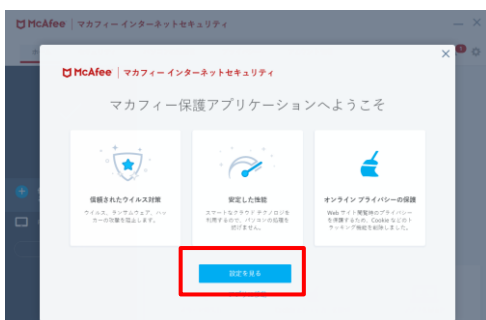 McAfee | マカフィー インターネットセキュリティ
McAfee | マカフィー インターネットセキュリティ
マカフィー保護アプリケーションへようこそ
信頼されたウイルス対策
ウイルス、ランサムウェア、ハッ
カーの攻撃を阻止します。
安定した性能
スマートなクラウド テクノロジを
利用するので、パソコンの処理を
妨げません。
オンライン プライバシーの保護
Web サイト閲覧時のプライバシー
を保護するため、Cookie などのト
ラッキング機能を削除しました。
設定を見る